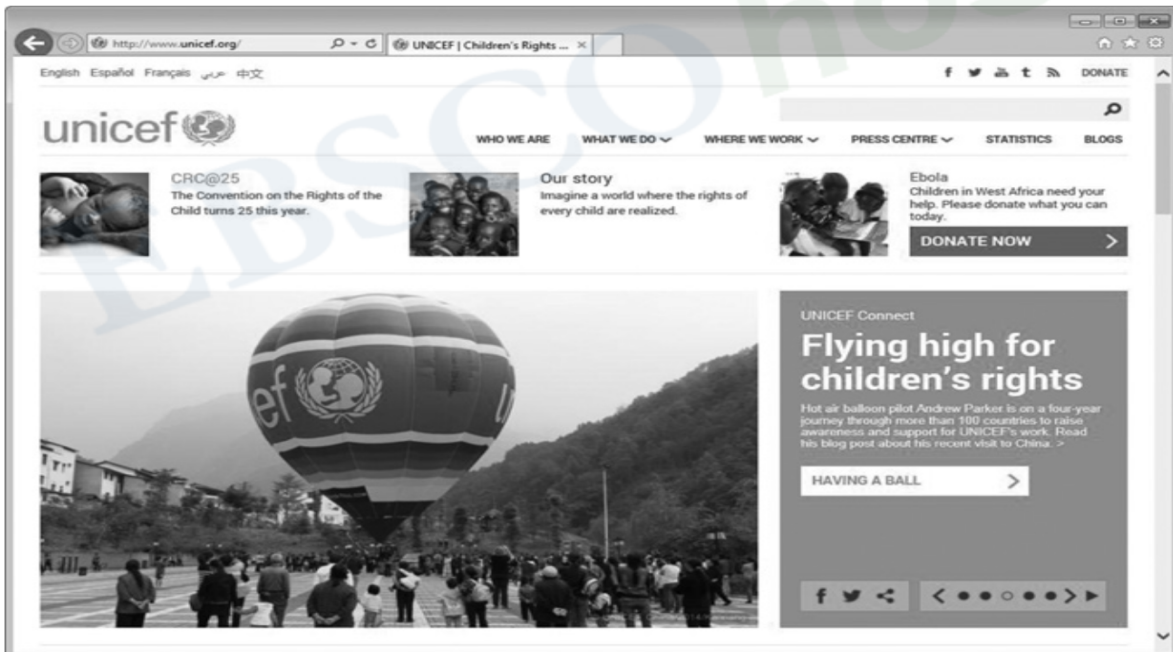 http://www.unicef.org/
UNICEF | Children's Rights ...
English Español Français عربي 中文
DONATE
unicef
WHO WE ARE WHAT WE DO WHERE WE WORK PRESS CENTRE STATISTICS BLOGS
CRC@25
The Convention on the Rights of the
Child turns 25 this year.
Our story
Imagine a world where the rights of
every child are realized.
Ebola
Children in West Africa need your
help. Please donate what you can
today.
DONATE NOW
UNICEF Connect
Flying high for
children's rights
Hot air balloon pilot Andrew Parker is on a four-year
journey through more than 100 countries to raise
awareness and support for UNICEF's work. Read
his blog post about his recent visit to China. >
HAVING A BALL
ef
EBSCOhos